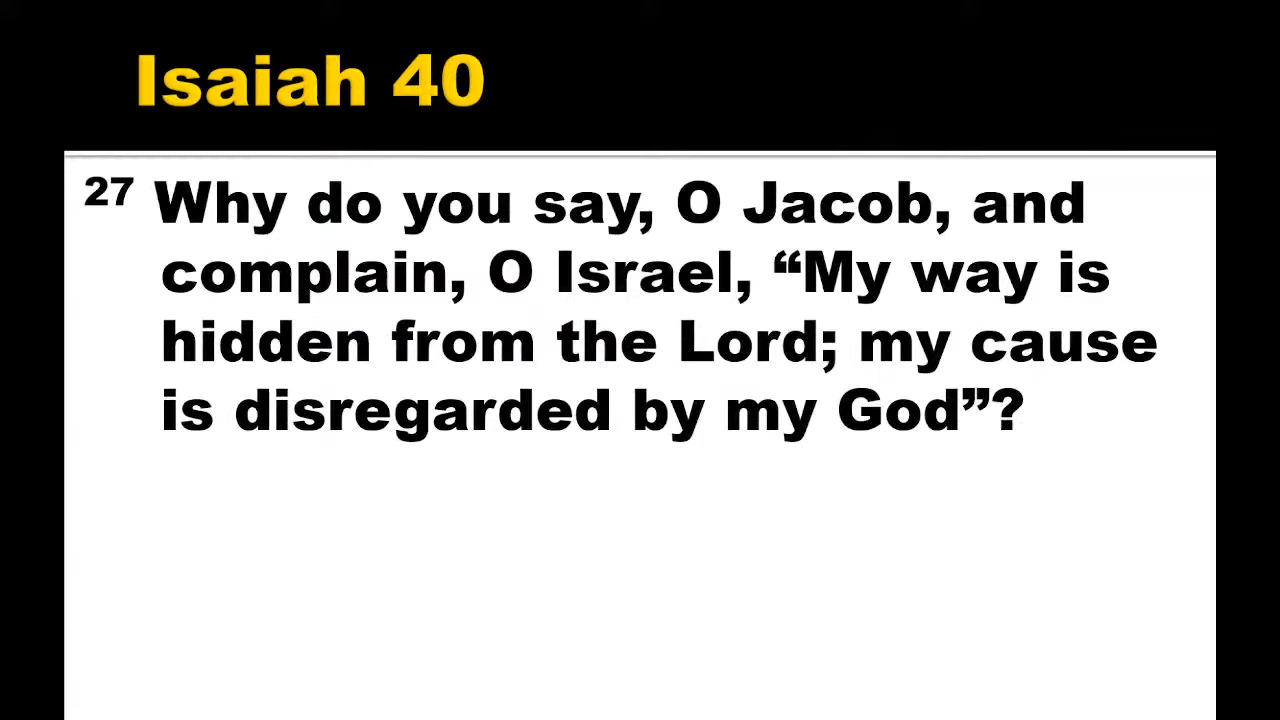 Isaiah 40
27 Why do you say, O Jacob, and
complain, O Israel, “My way is
hidden from the Lord; my cause
is disregarded by my God”?